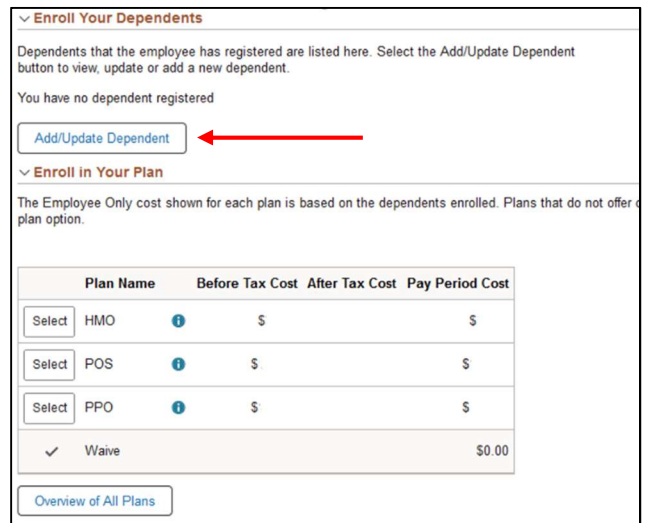 Enroll Your Dependents
Dependents that the employee has registered are listed here. Select the Add/Update Dependent
button to view, update or add a new dependent.
You have no dependent registered
Add/Update Dependent
Enroll in Your Plan
The Employee Only cost shown for each plan is based on the dependents enrolled. Plans that do not offer
plan option.
Plan Name Before Tax Cost After Tax Cost Pay Period Cost
Select HMO $ $
Select POS $ $
Select PPO $ $
Waive $0.00
Overview of All Plans